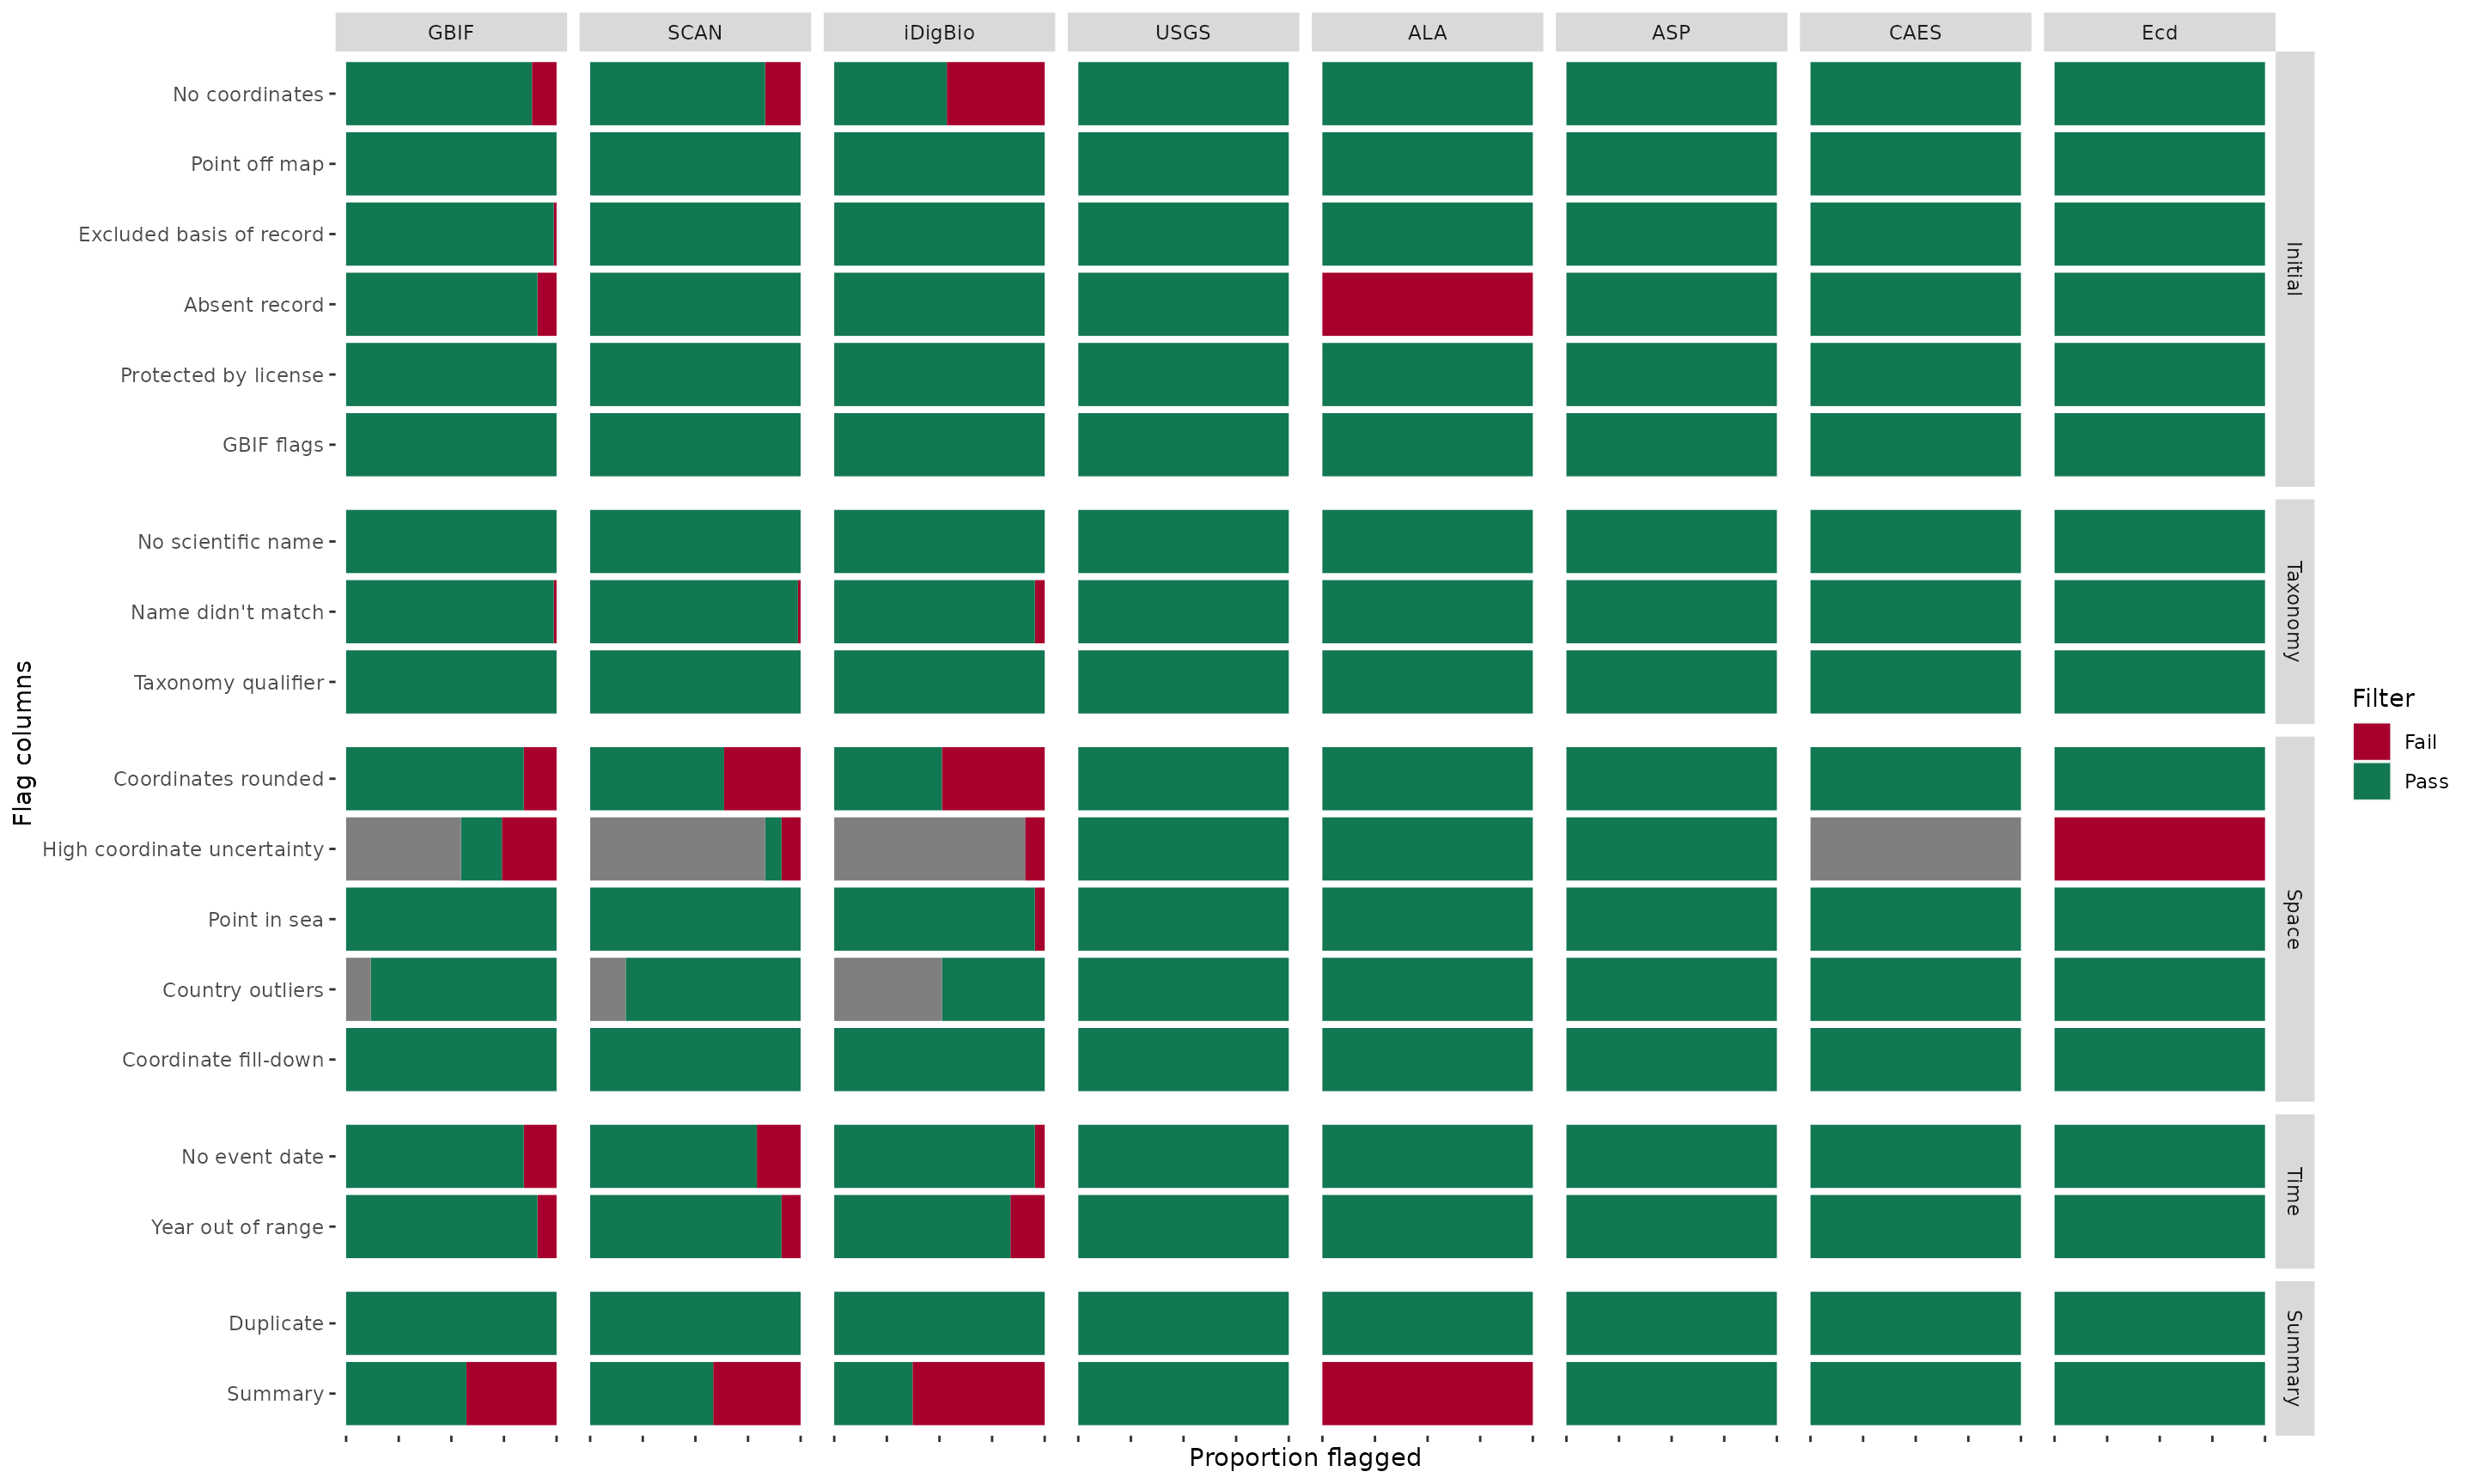 GBIF SCAN iDigBio USGS ALA ASP CAES Ecd
No coordinates
Point off map
Excluded basis of record
Absent record
Protected by license
GBIF flags
Initial
No scientific name
Name didn't match
Taxonomy qualifier
Taxonomy
Coordinates rounded
High coordinate uncertainty
Point in sea
Country outliers
Coordinate fill-down
Space
No event date
Year out of range
Time
Duplicate
Summary
Summary
Flag columns
Proportion flagged
Filter
Fail
Pass